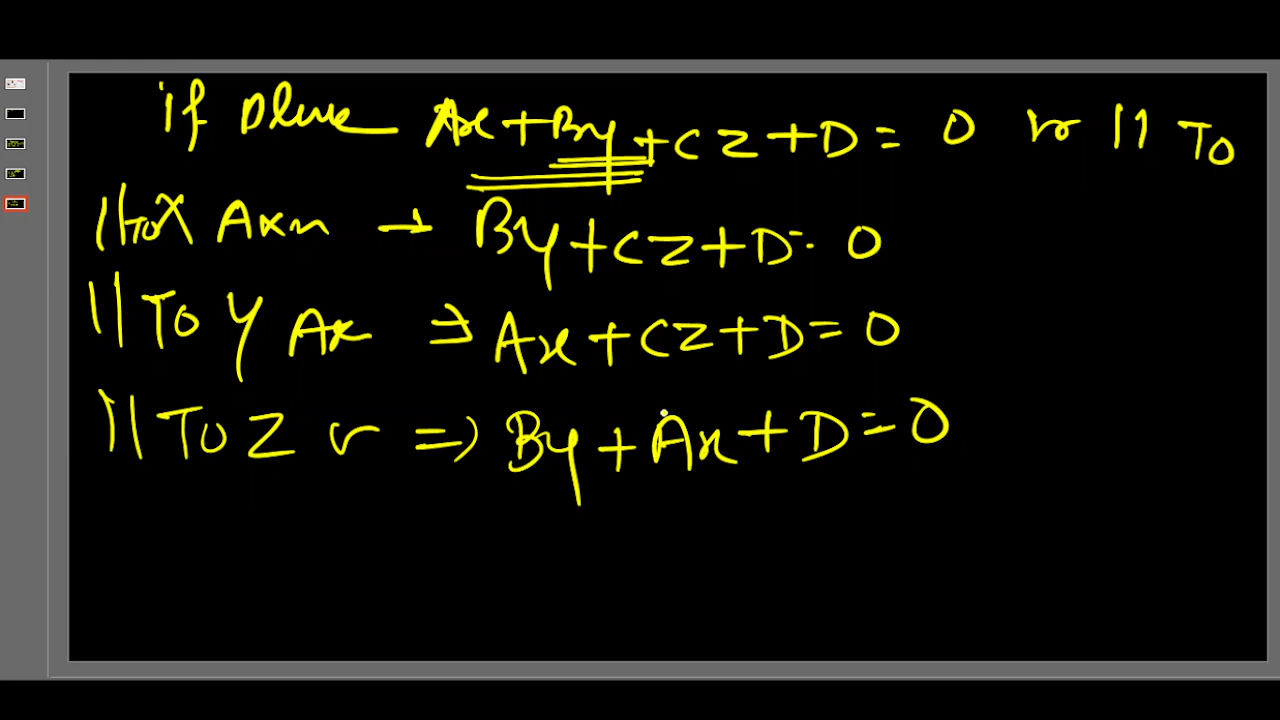 if plane Ax+By+CZ+D=0 is || To
||To X Axis → By+CZ+D=0
|| To Y Ax ⇒ Ax+CZ+D=0
|| To Z ⇒ By+Ax+D=0